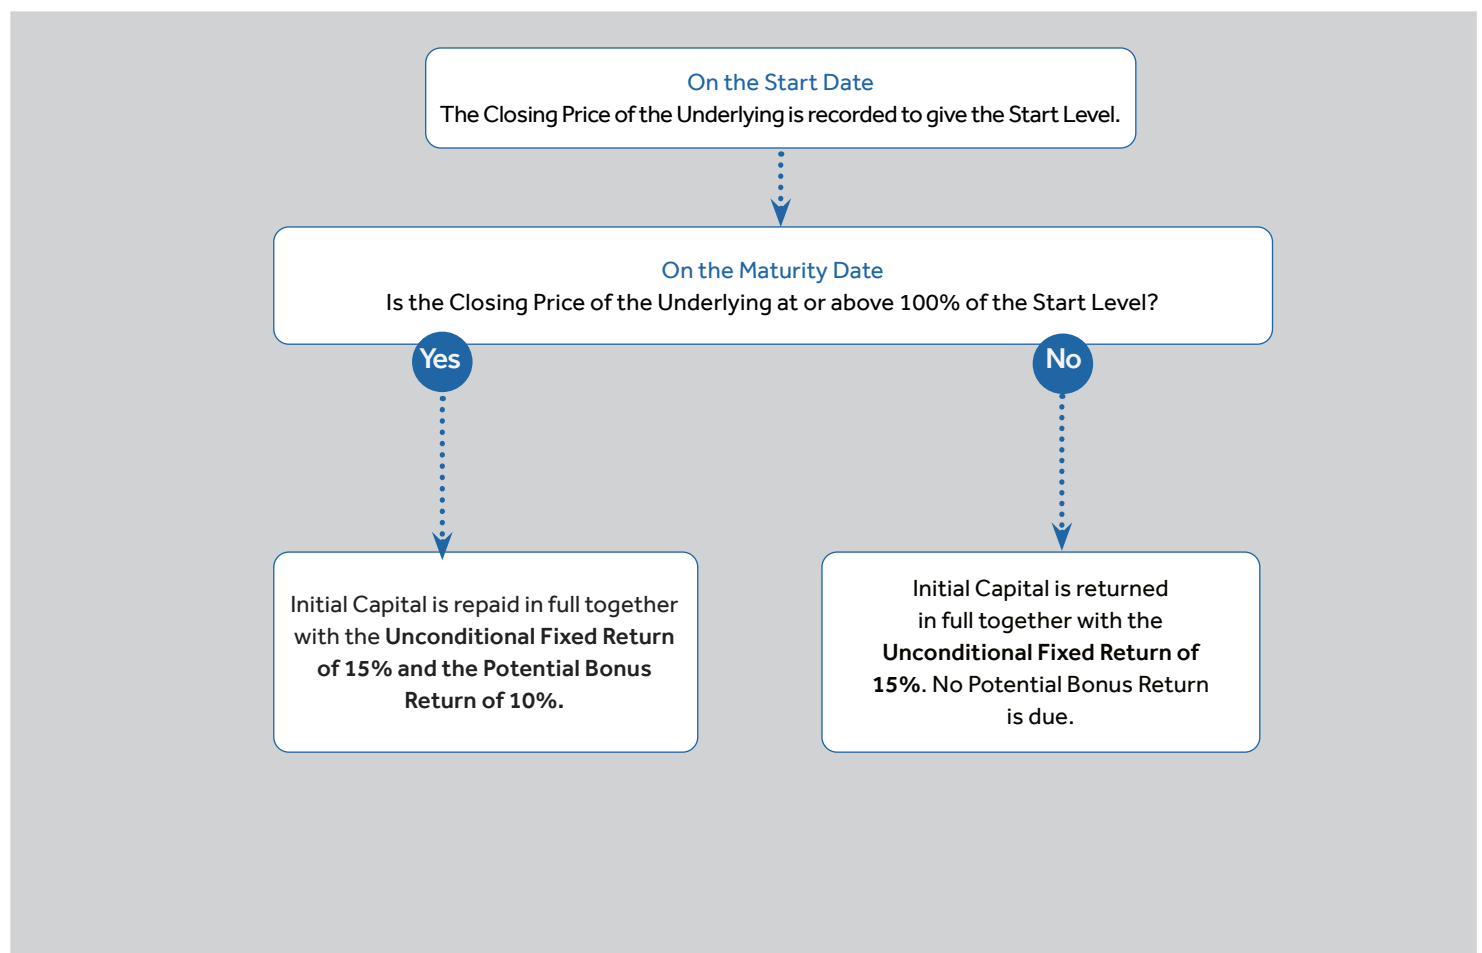 On the Start Date
The Closing Price of the Underlying is recorded to give the Start Level.
On the Maturity Date
Is the Closing Price of the Underlying at or above 100% of the Start Level?
Yes
No
Initial Capital is repaid in full together
with the Unconditional Fixed Return
of 15% and the Potential Bonus
Return of 10%.
Initial Capital is returned
in full together with the
Unconditional Fixed Return of
15%. No Potential Bonus Return
is due.